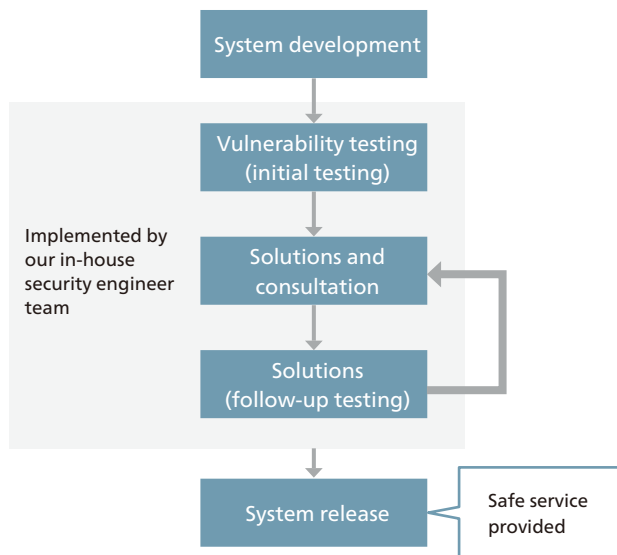 System development
Vulnerability testing
(initial testing)
Implemented by
our in-house
security engineer
team
Solutions and
consultation
Solutions
(follow-up testing)
System release
Safe service
provided